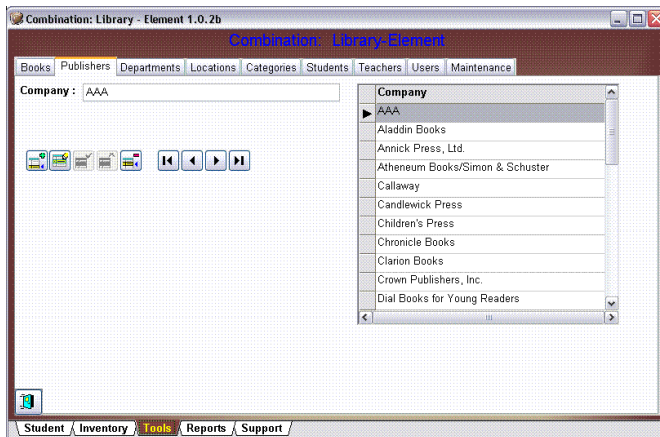 Combination: Library - Element 1.0.2b
Combination: Library-Element
Books Publishers Departments Locations Categories Students Teachers Users Maintenance
Company : AAA
Company
AAA
Aladdin Books
Annick Press, Ltd.
Atheneum Books/Simon & Schuster
Callaway
Candlewick Press
Children's Press
Chronicle Books
Clarion Books
Crown Publishers, Inc.
Dial Books for Young Readers
Student Inventory Tools Reports Support